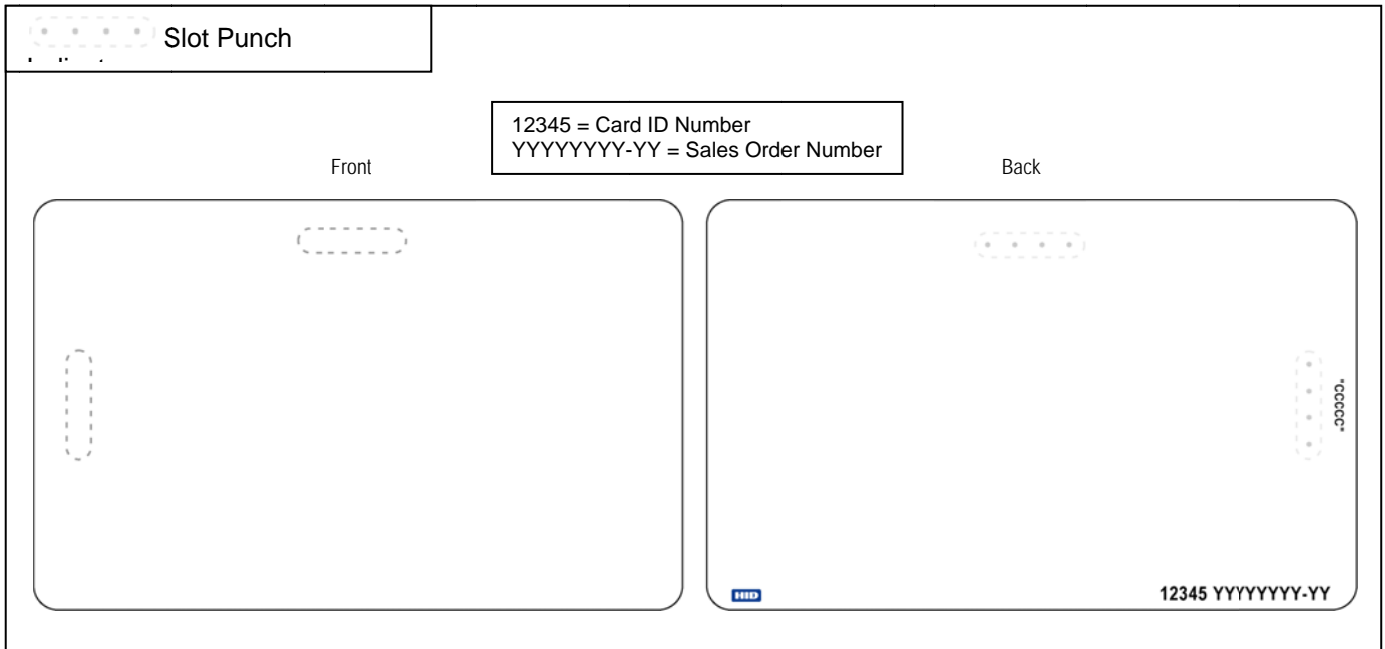 Slot Punch
12345 = Card ID Number
YYYYYYYY-YY = Sales Order Number
Front
Back
"CCCCC"
HID
12345 YYYYYYYY-YY